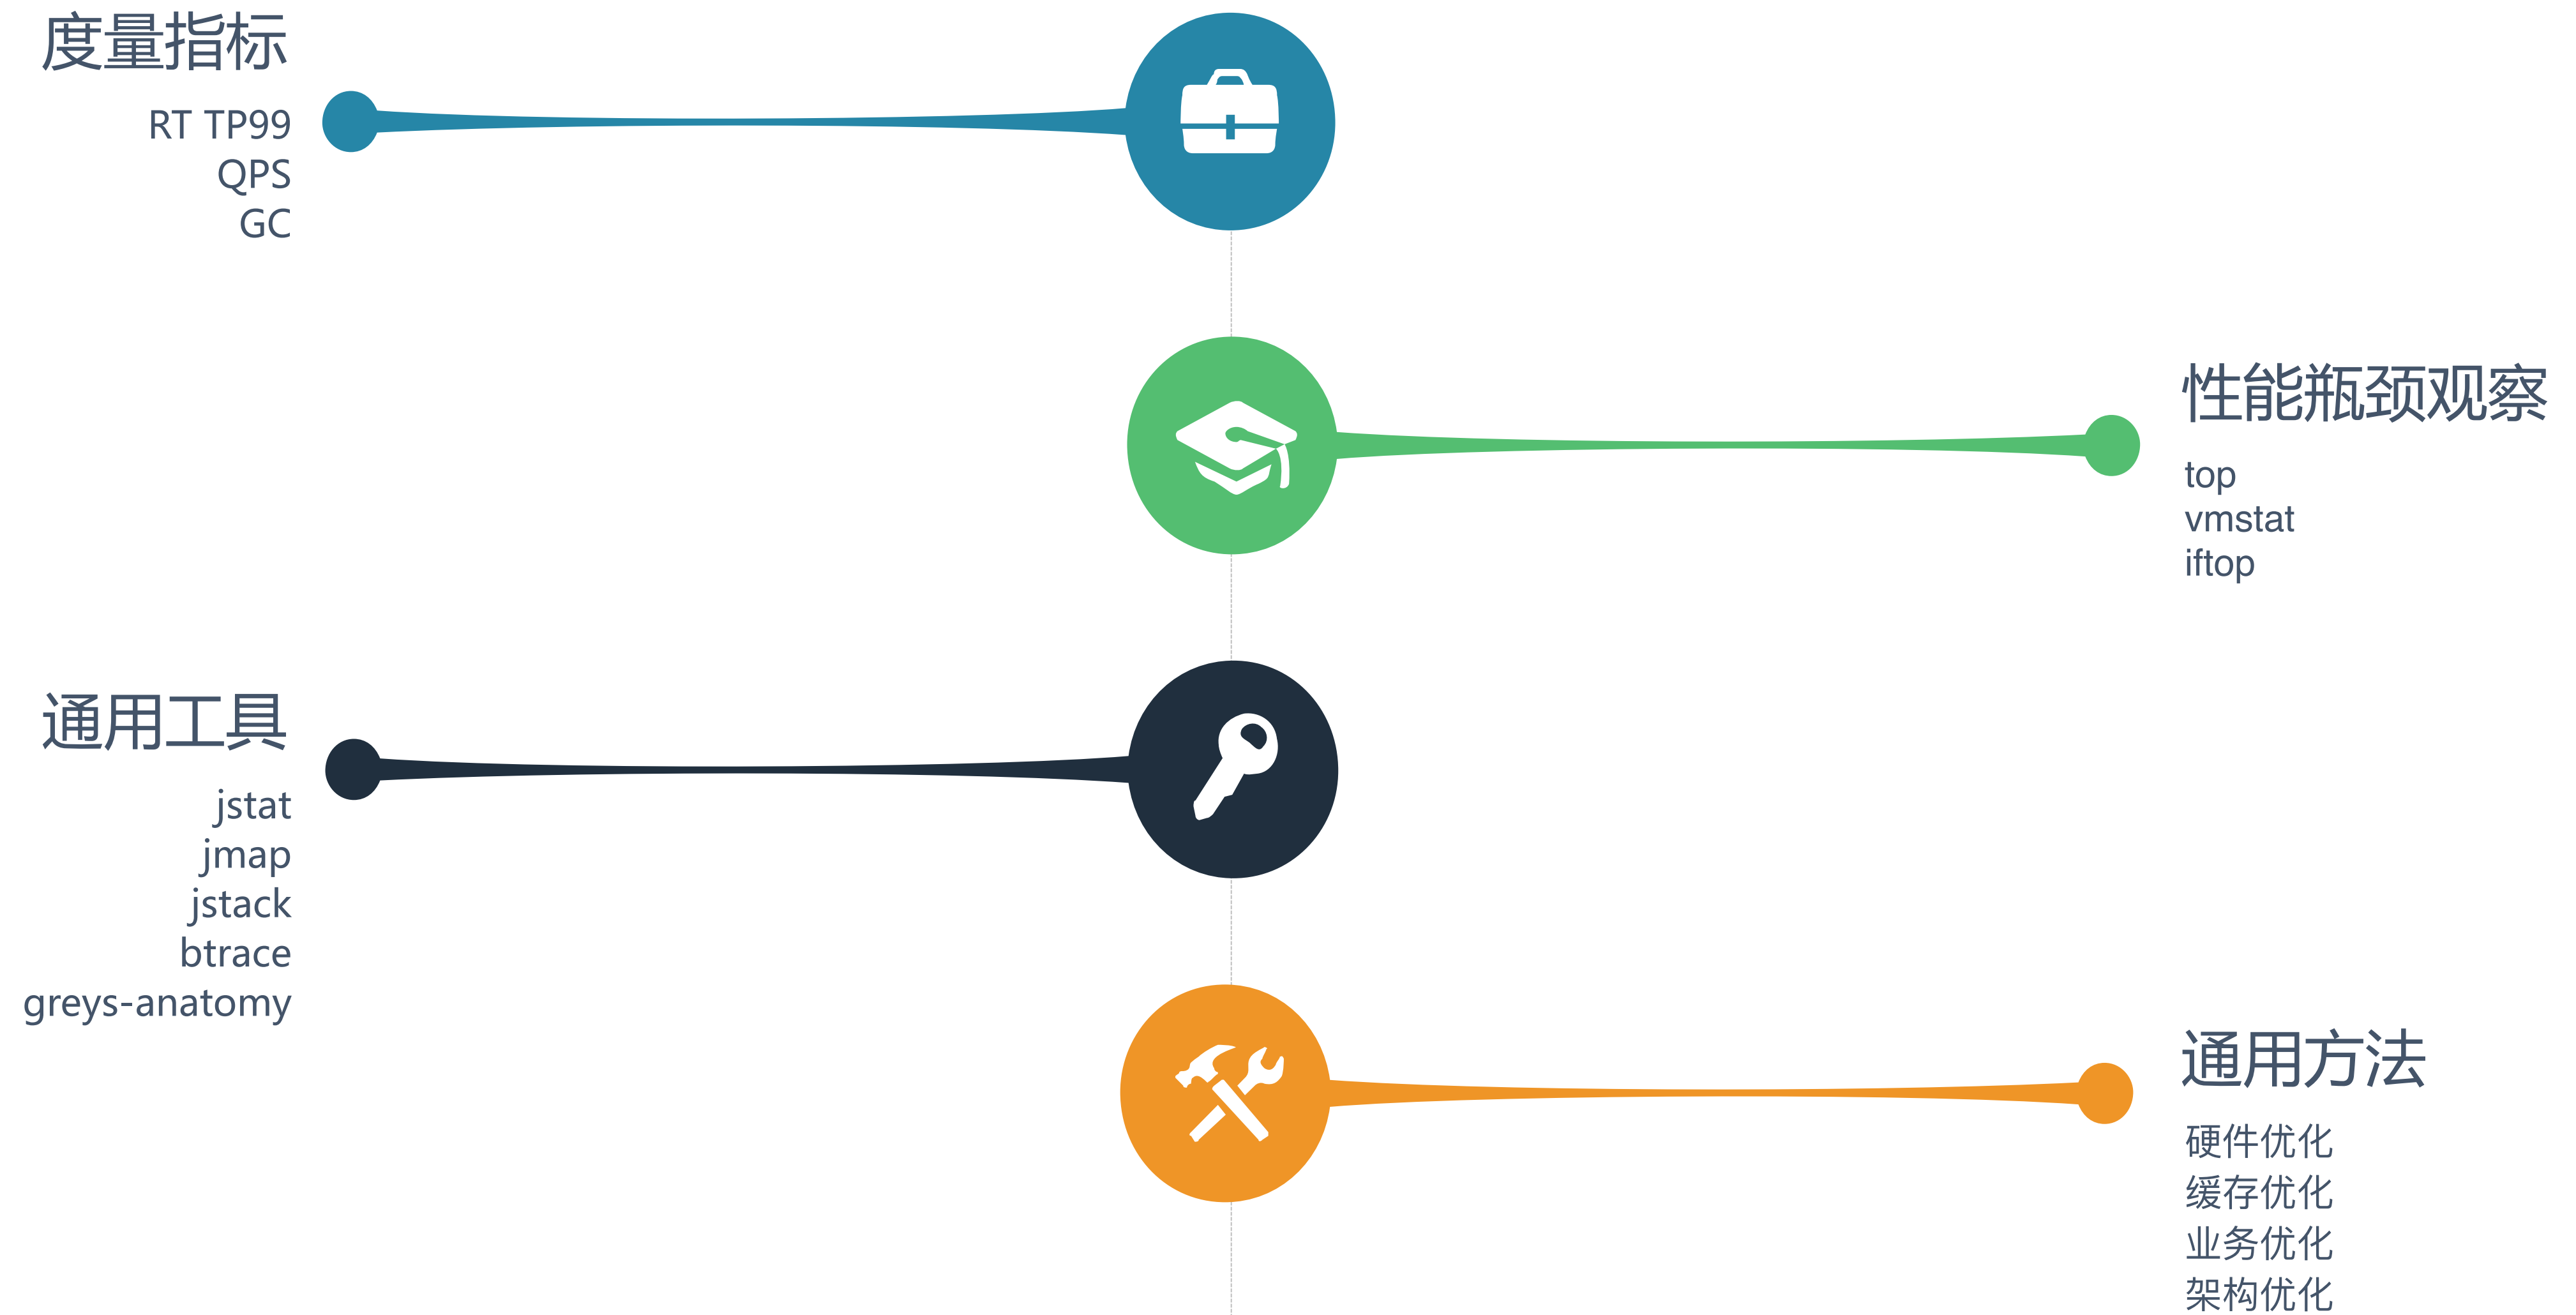 度量指标
RT TP99
QPS
GC
性能瓶颈观察
top
vmstat
iftop
通用工具
jstat
jmap
jstack
btrace
greys-anatomy
通用方法
硬件优化
缓存优化
业务优化
架构优化